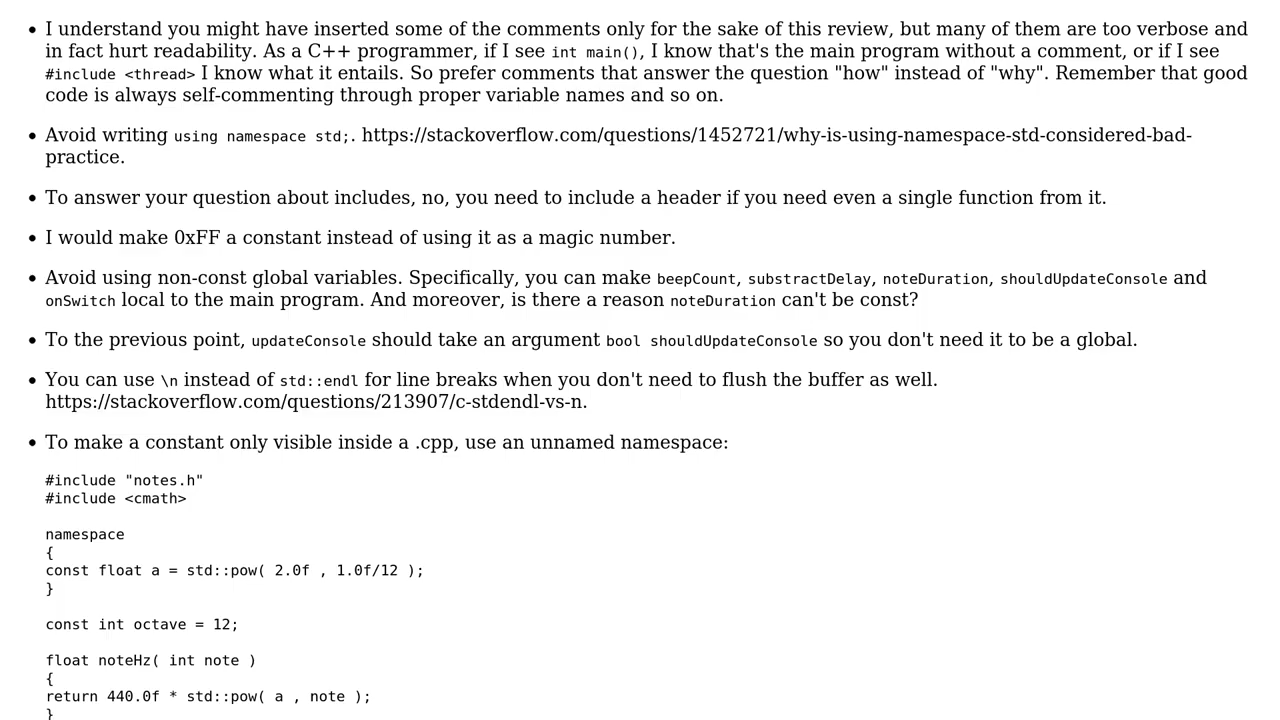 • I understand you might have inserted some of the comments only for the sake of this review, but many of them are too verbose and
in fact hurt readability. As a C++ programmer, if I see int main(), I know that's the main program without a comment, or if I see
#include <thread> I know what it entails. So prefer comments that answer the question "how" instead of "why". Remember that good
code is always self-commenting through proper variable names and so on.
• Avoid writing using namespace std;. https://stackoverflow.com/questions/1452721/why-is-using-namespace-std-considered-bad-
practice.
• To answer your question about includes, no, you need to include a header if you need even a single function from it.
• I would make 0xFF a constant instead of using it as a magic number.
• Avoid using non-const global variables. Specifically, you can make beepCount, substractDelay, noteDuration, shouldUpdateConsole and
onSwitch local to the main program. And moreover, is there a reason noteDuration can't be const?
• To the previous point, updateConsole should take an argument bool shouldUpdateConsole so you don't need it to be a global.
• You can use \n instead of std::endl for line breaks when you don't need to flush the buffer as well.
https://stackoverflow.com/questions/213907/c-stdendl-vs-n.
• To make a constant only visible inside a .cpp, use an unnamed namespace:
#include "notes.h"
#include <cmath>
namespace
{
const float a = std::pow( 2.0f , 1.0f/12 );
}
const int octave = 12;
float noteHz( int note )
{
return 440.0f * std::pow( a , note );
}